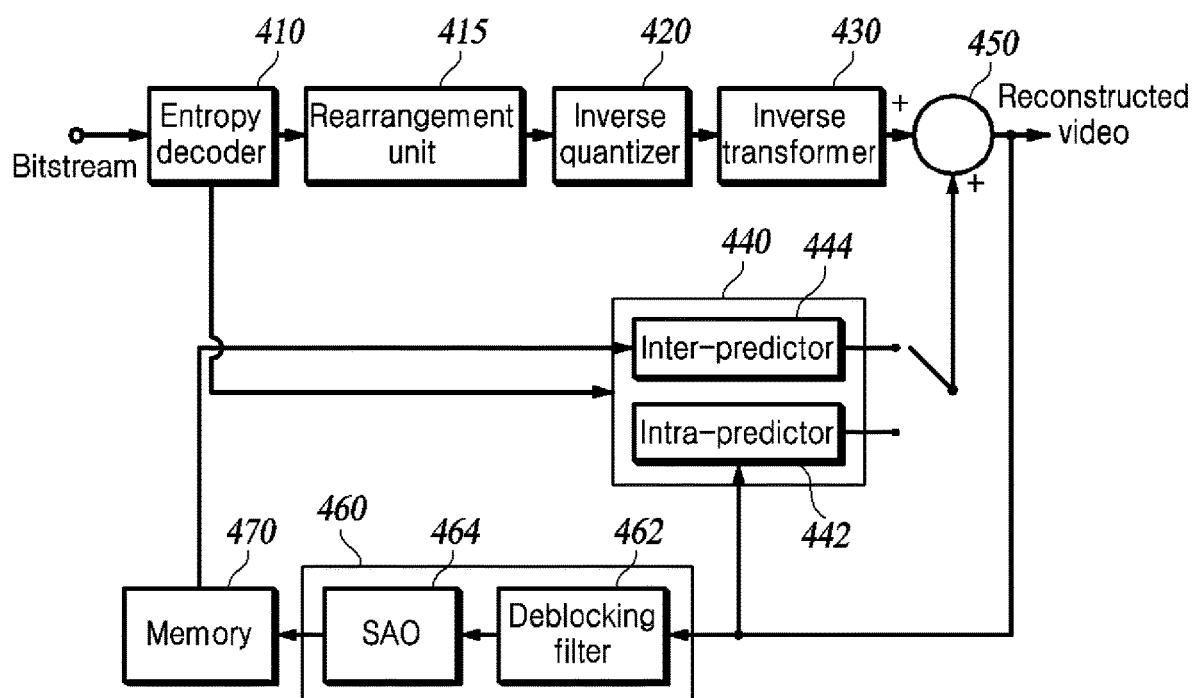 410
415
420
430
450
Entropy
decoder
Rearrangement
unit
Inverse
quantizer
Inverse
transformer
+
+
Reconstructed
video
Bitstream
440
444
Inter-predictor
Intra-predictor
442
460
470
464
462
Memory
SAO
Deblocking
filter